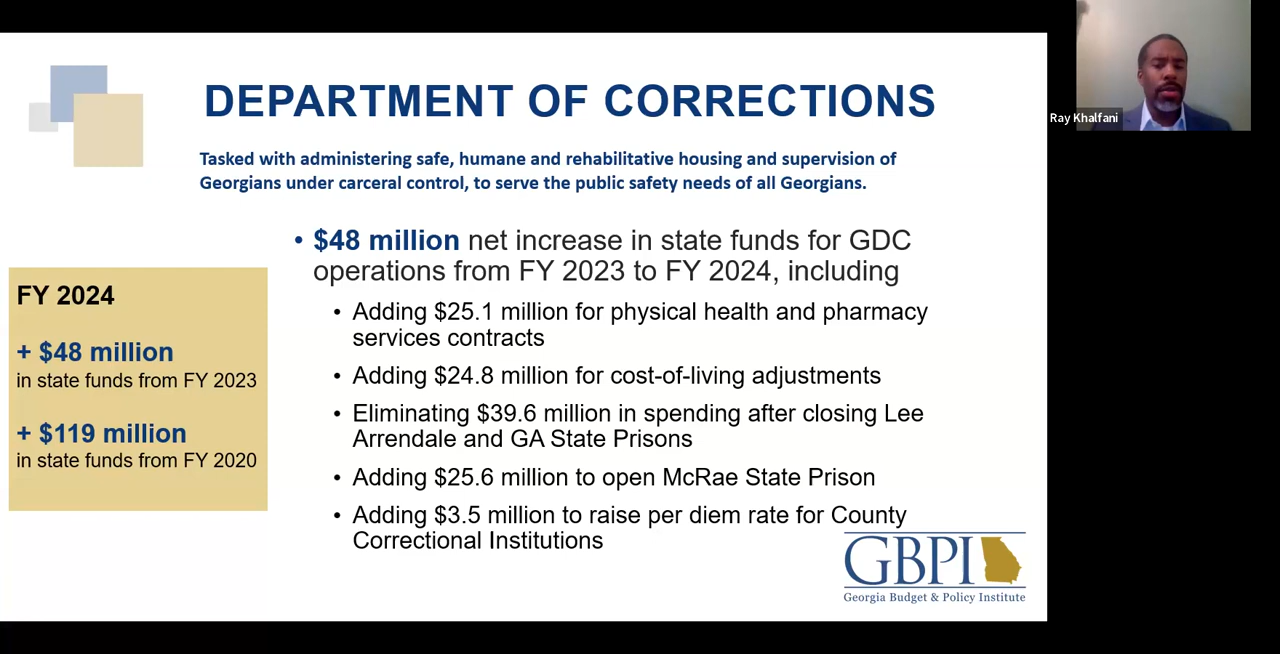 DEPARTMENT OF CORRECTIONS
Tasked with administering safe, humane and rehabilitative housing and supervision of
Georgians under carceral control, to serve the public safety needs of all Georgians.
• $48 million net increase in state funds for GDC
operations from FY 2023 to FY 2024, including
• Adding $25.1 million for physical health and pharmacy
services contracts
• Adding $24.8 million for cost-of-living adjustments
• Eliminating $39.6 million in spending after closing Lee
Arrendale and GA State Prisons
• Adding $25.6 million to open McRae State Prison
• Adding $3.5 million to raise per diem rate for County
Correctional Institutions
FY 2024
+ $48 million
in state funds from FY 2023
+ $119 million
in state funds from FY 2020
GBPI
Georgia Budget & Policy Institute
Ray Khalfani